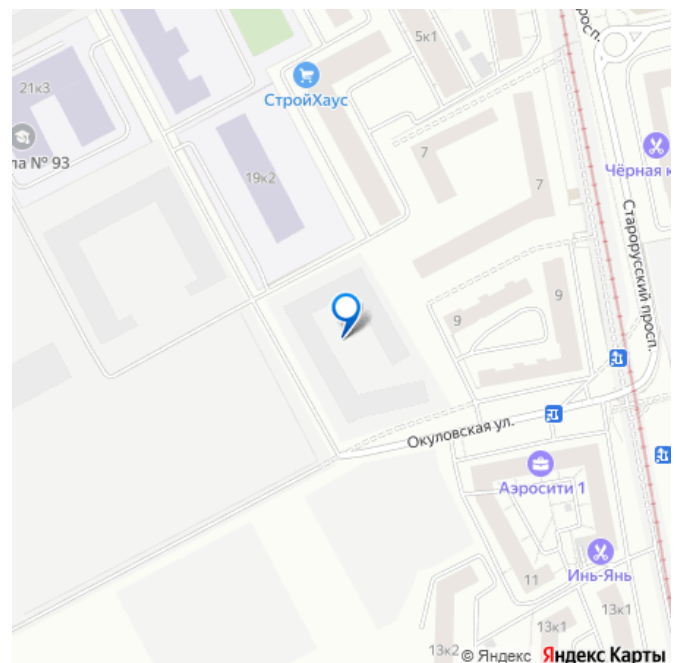 росп.
5к1
21к3
СтройХаус
ла № 93
19к2
7
7
Чёрная к
Старорусский просп.
9
9
Окуловская ул.
Аэросити 1
Инь-Янь
11
13к1
13к1
13к2
© Яндекс Яндекс Карты